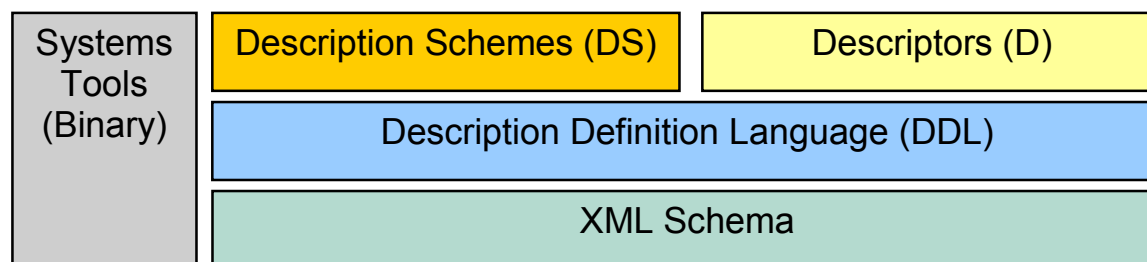 Systems
Tools
(Binary)
Description Schemes (DS)
Descriptors (D)
Description Definition Language (DDL)
XML Schema